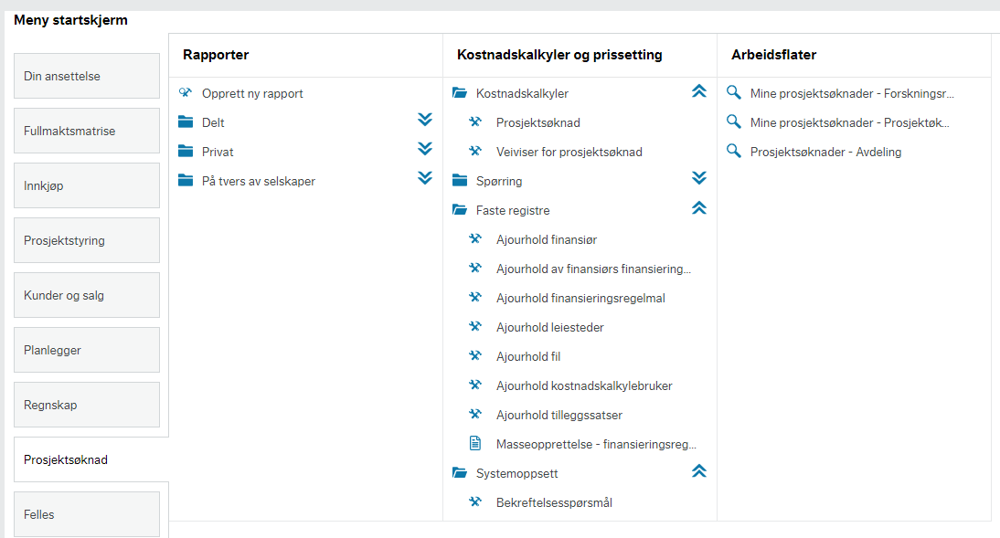 Meny startskjerm
Din ansettelse
Fullmaktsmatrise
Innkjøp
Prosjektstyring
Kunder og salg
Planlegger
Regnskap
Prosjektsøknad
Felles
Rapporter
Opprett ny rapport
Delt
Privat
På tvers av selskaper
Kostnadskalkyler og prissetting
Kostnadskalkyler
Prosjektsøknad
Veiviser for prosjektsøknad
Spørring
Faste registre
Ajourhold finansiør
Ajourhold av finansiørs finansiering...
Ajourhold finansieringsregelmal
Ajourhold leiesteder
Ajourhold fil
Ajourhold kostnadskalkylebruker
Ajourhold tilleggssatser
Masseopprettelse - finansieringsreg...
Systemoppsett
Bekreftelsesspørsmål
Arbeidsflater
Mine prosjektsøknader - Forskningsr...
Mine prosjektsøknader - Prosjektøk...
Prosjektsøknader - Avdeling